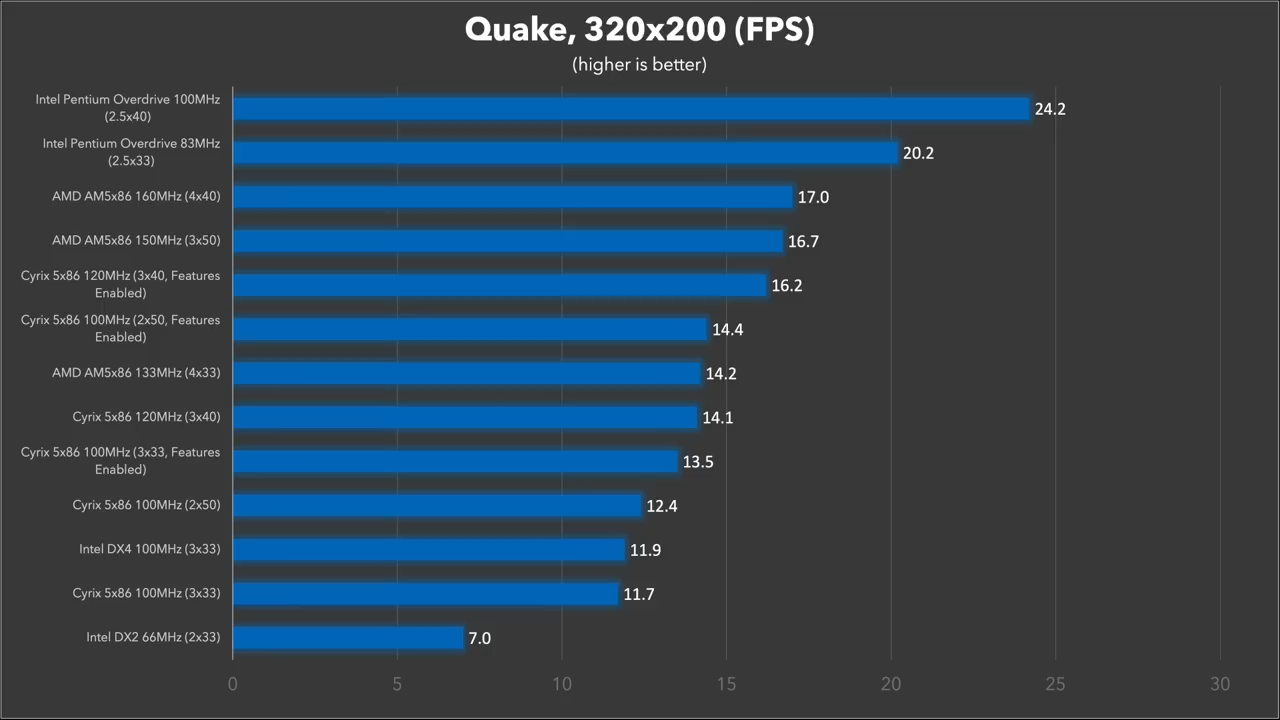 Quake, 320x200 (FPS)
(higher is better)
Intel Pentium Overdrive 100MHz
(2.5x40)
24.2
Intel Pentium Overdrive 83MHz
(2.5x33)
20.2
AMD AM5x86 160MHz (4x40)
17.0
AMD AM5x86 150MHz (3x50)
16.7
Cyrix 5x86 120MHz (3x40, Features
Enabled)
16.2
Cyrix 5x86 100MHz (2x50, Features
Enabled)
14.4
AMD AM5x86 133MHz (4x33)
14.2
Cyrix 5x86 120MHz (3x40)
14.1
Cyrix 5x86 100MHz (3x33, Features
Enabled)
13.5
Cyrix 5x86 100MHz (2x50)
12.4
Intel DX4 100MHz (3x33)
11.9
Cyrix 5x86 100MHz (3x33)
11.7
Intel DX2 66MHz (2x33)
7.0
0 5 10 15 20 25 30